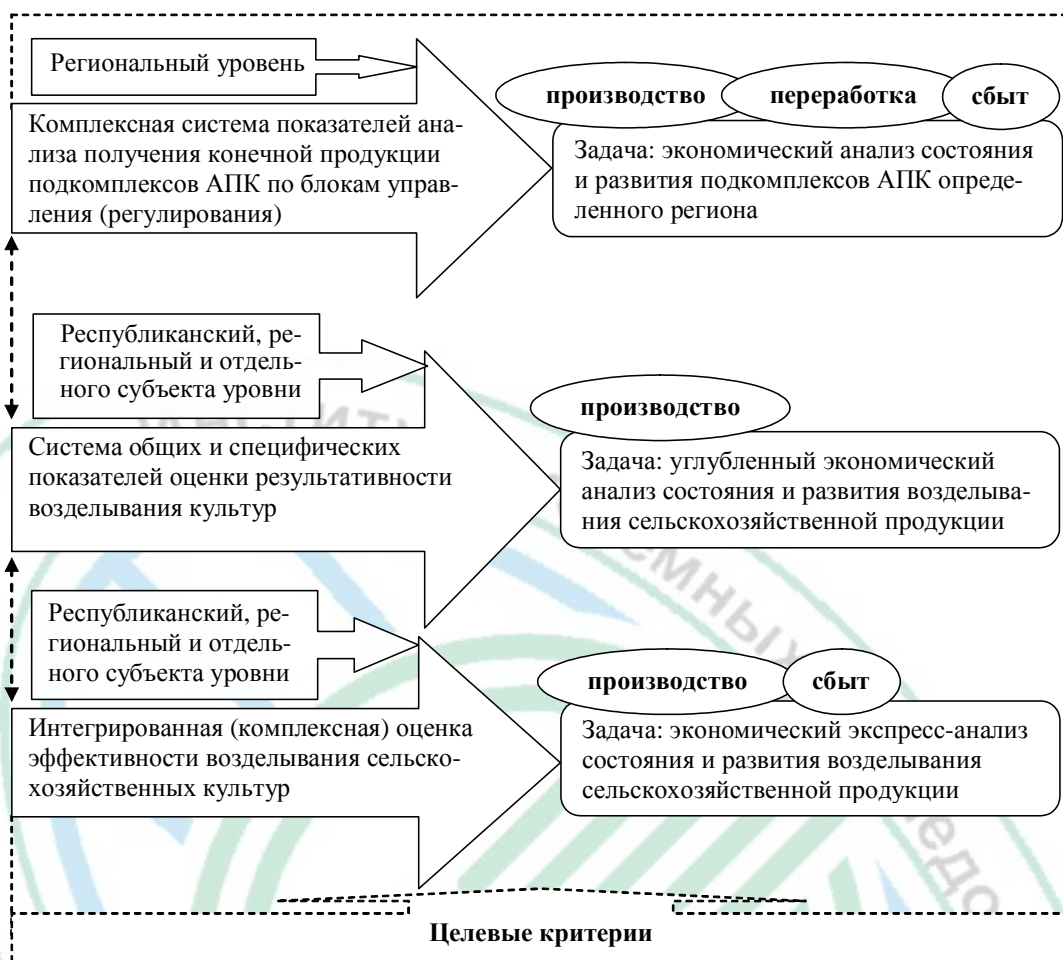 Региональный уровень
производство переработка сбыт
Комплексная система показателей ана-
лиза получения конечной продукции
подкомплексов АПК по блокам управ-
ления (регулирования)
Задача: экономический анализ состояния
и развития подкомплексов АПК опреде-
ленного региона
Республиканский, ре-
гиональный и отдель-
ного субъекта уровни
производство
Система общих и специфических
показателей оценки результативности
возделывания культур
Задача: углубленный экономический
анализ состояния и развития возделыва-
ния сельскохозяйственной продукции
Республиканский, ре-
гиональный и отдель-
ного субъекта уровни
производство сбыт
Интегрированная (комплексная) оценка
эффективности возделывания сельско-
хозяйственных культур
Задача: экономический экспресс-анализ
состояния и развития возделывания
сельскохозяйственной продукции
Целевые критерии